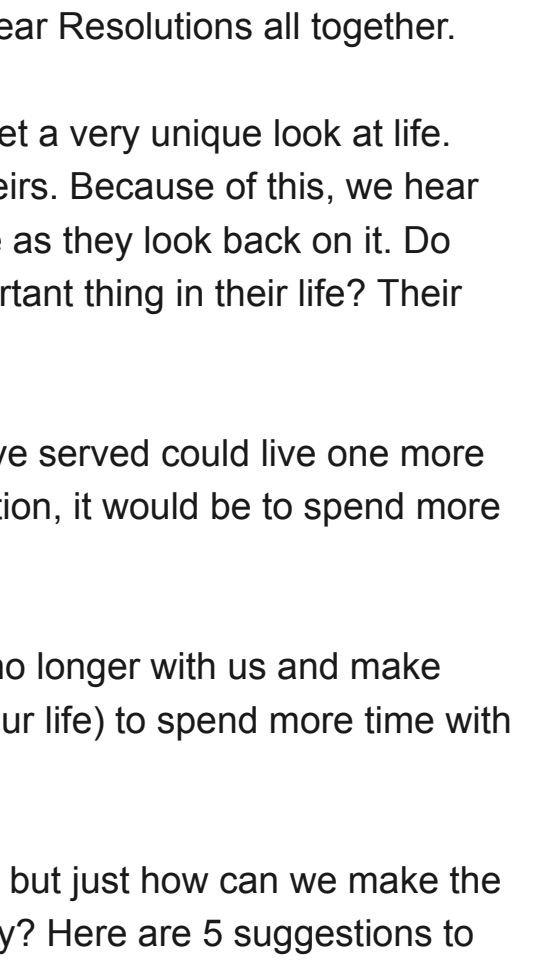 ear Resolutions all together.
et a very unique look at life.
eirs. Because of this, we hear
as they look back on it. Do
rtant thing in their life? Their
ve served could live one more
tion, it would be to spend more
no longer with us and make
ur life) to spend more time with
but just how can we make the
y? Here are 5 suggestions to